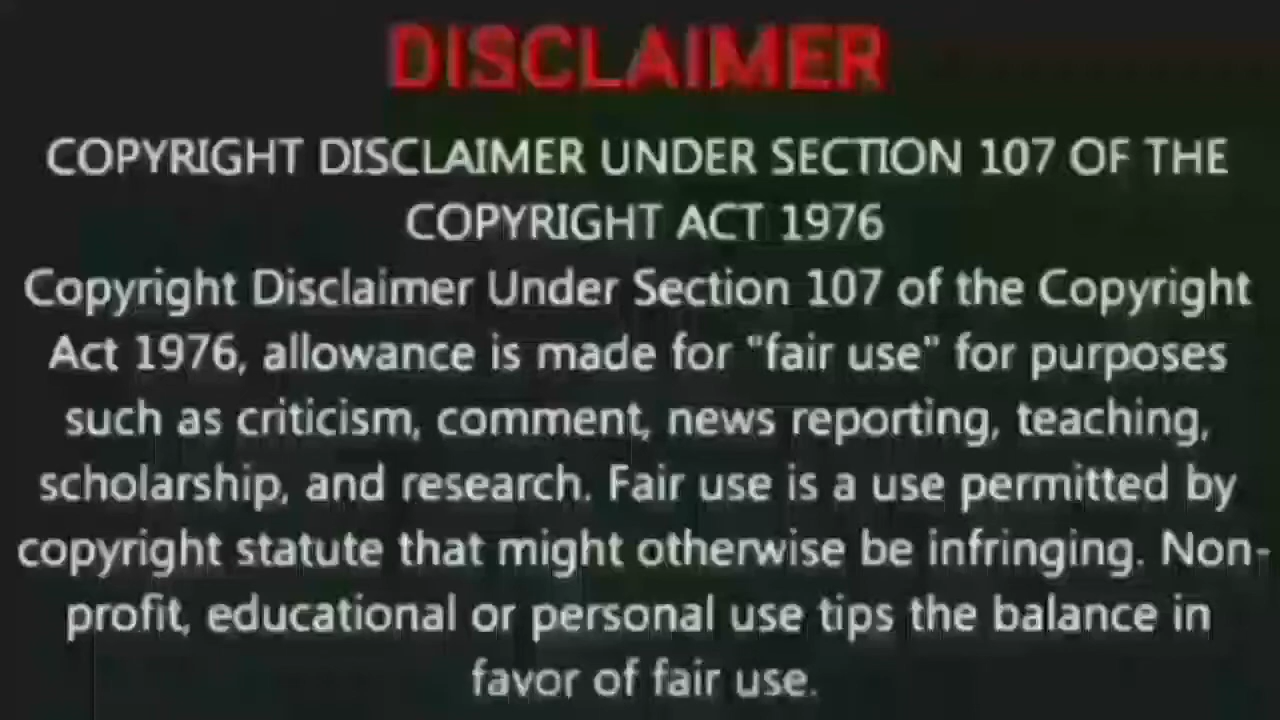 DISCLAIMER
COPYRIGHT DISCLAIMER UNDER SECTION 107 OF THE
COPYRIGHT ACT 1976
Copyright Disclaimer Under Section 107 of the Copyright
Act 1976, allowance is made for "fair use" for purposes
such as criticism, comment, news reporting, teaching,
scholarship, and research. Fair use is a use permitted by
copyright statute that might otherwise be infringing. Non-
profit, educational or personal use tips the balance in
favor of fair use.